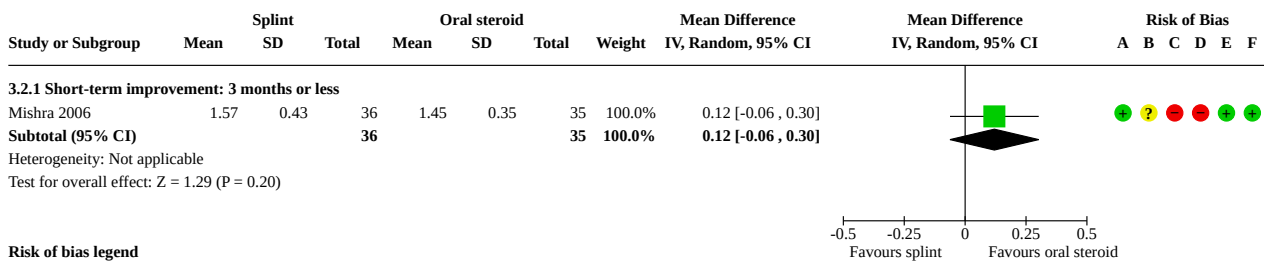 Splint Oral steroid Mean Difference Mean Difference Risk of Bias
Study or Subgroup Mean SD Total Mean SD Total Weight IV, Random, 95% CI IV, Random, 95% CI A B C D E F
3.2.1 Short-term improvement: 3 months or less
Mishra 2006 1.57 0.43 36 1.45 0.35 35 100.0% 0.12 [-0.06 , 0.30] + ? − − + +
Subtotal (95% CI) 36 35 100.0% 0.12 [-0.06 , 0.30]
Heterogeneity: Not applicable
Test for overall effect: Z = 1.29 (P = 0.20)
-0.5 -0.25 0 0.25 0.5
Risk of bias legend Favours splint Favours oral steroid